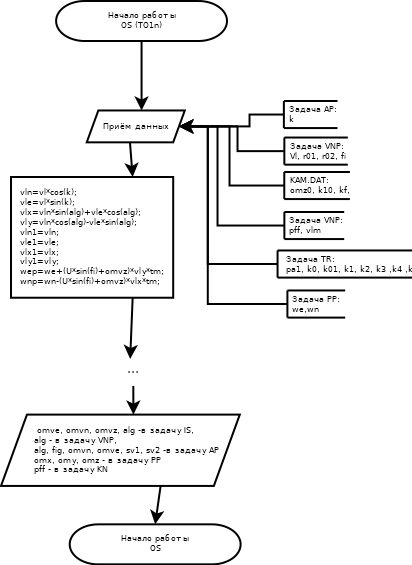 Начало работы
OS (TO1n)
Приём данных
Задача AP:
k
Задача VNP:
Vl, r01, r02, fi
KAM.DAT:
omz0, k10, kf,
Задача VNP:
pff, vlm
Задача TR:
pa1, k0, k01, k1, k2, k3 ,k4 ,k
Задача PP:
we,wn
vln=vl*cos(k);
vle=vl*sin(k);
vlx=vln*sin(alg)+vle*cos(alg);
vly=vln*cos(alg)-vle*sin(alg);
vln1=vln;
vle1=vle;
vlx1=vlx;
vly1=vly;
wep=we+(U*sin(fi)+omvz)*vly*tm;
wnp=wn-(U*sin(fi)+omvz)*vlx*tm;
...
omve, omvn, omvz, alg -в задачу IS,
alg - в задачу VNP,
alg, fig, omvn, omve, sv1, sv2 -в задачу AP
omx, omy, omz - в задачу PP
pff - в задачу KN
Начало работы
OS